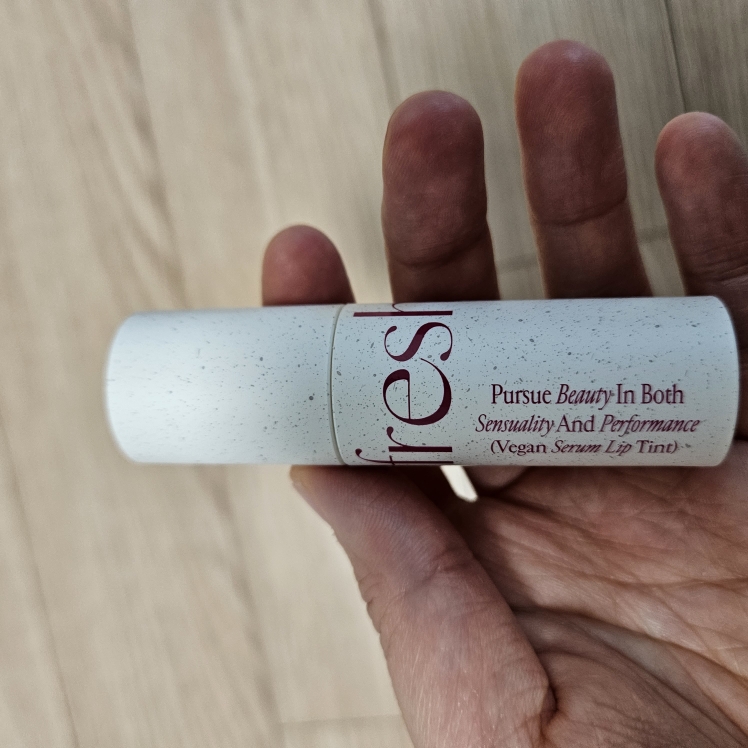 fresh
Pursue Beauty In Both
Sensuality And Performance
(Vegan Serum Lip Tint)